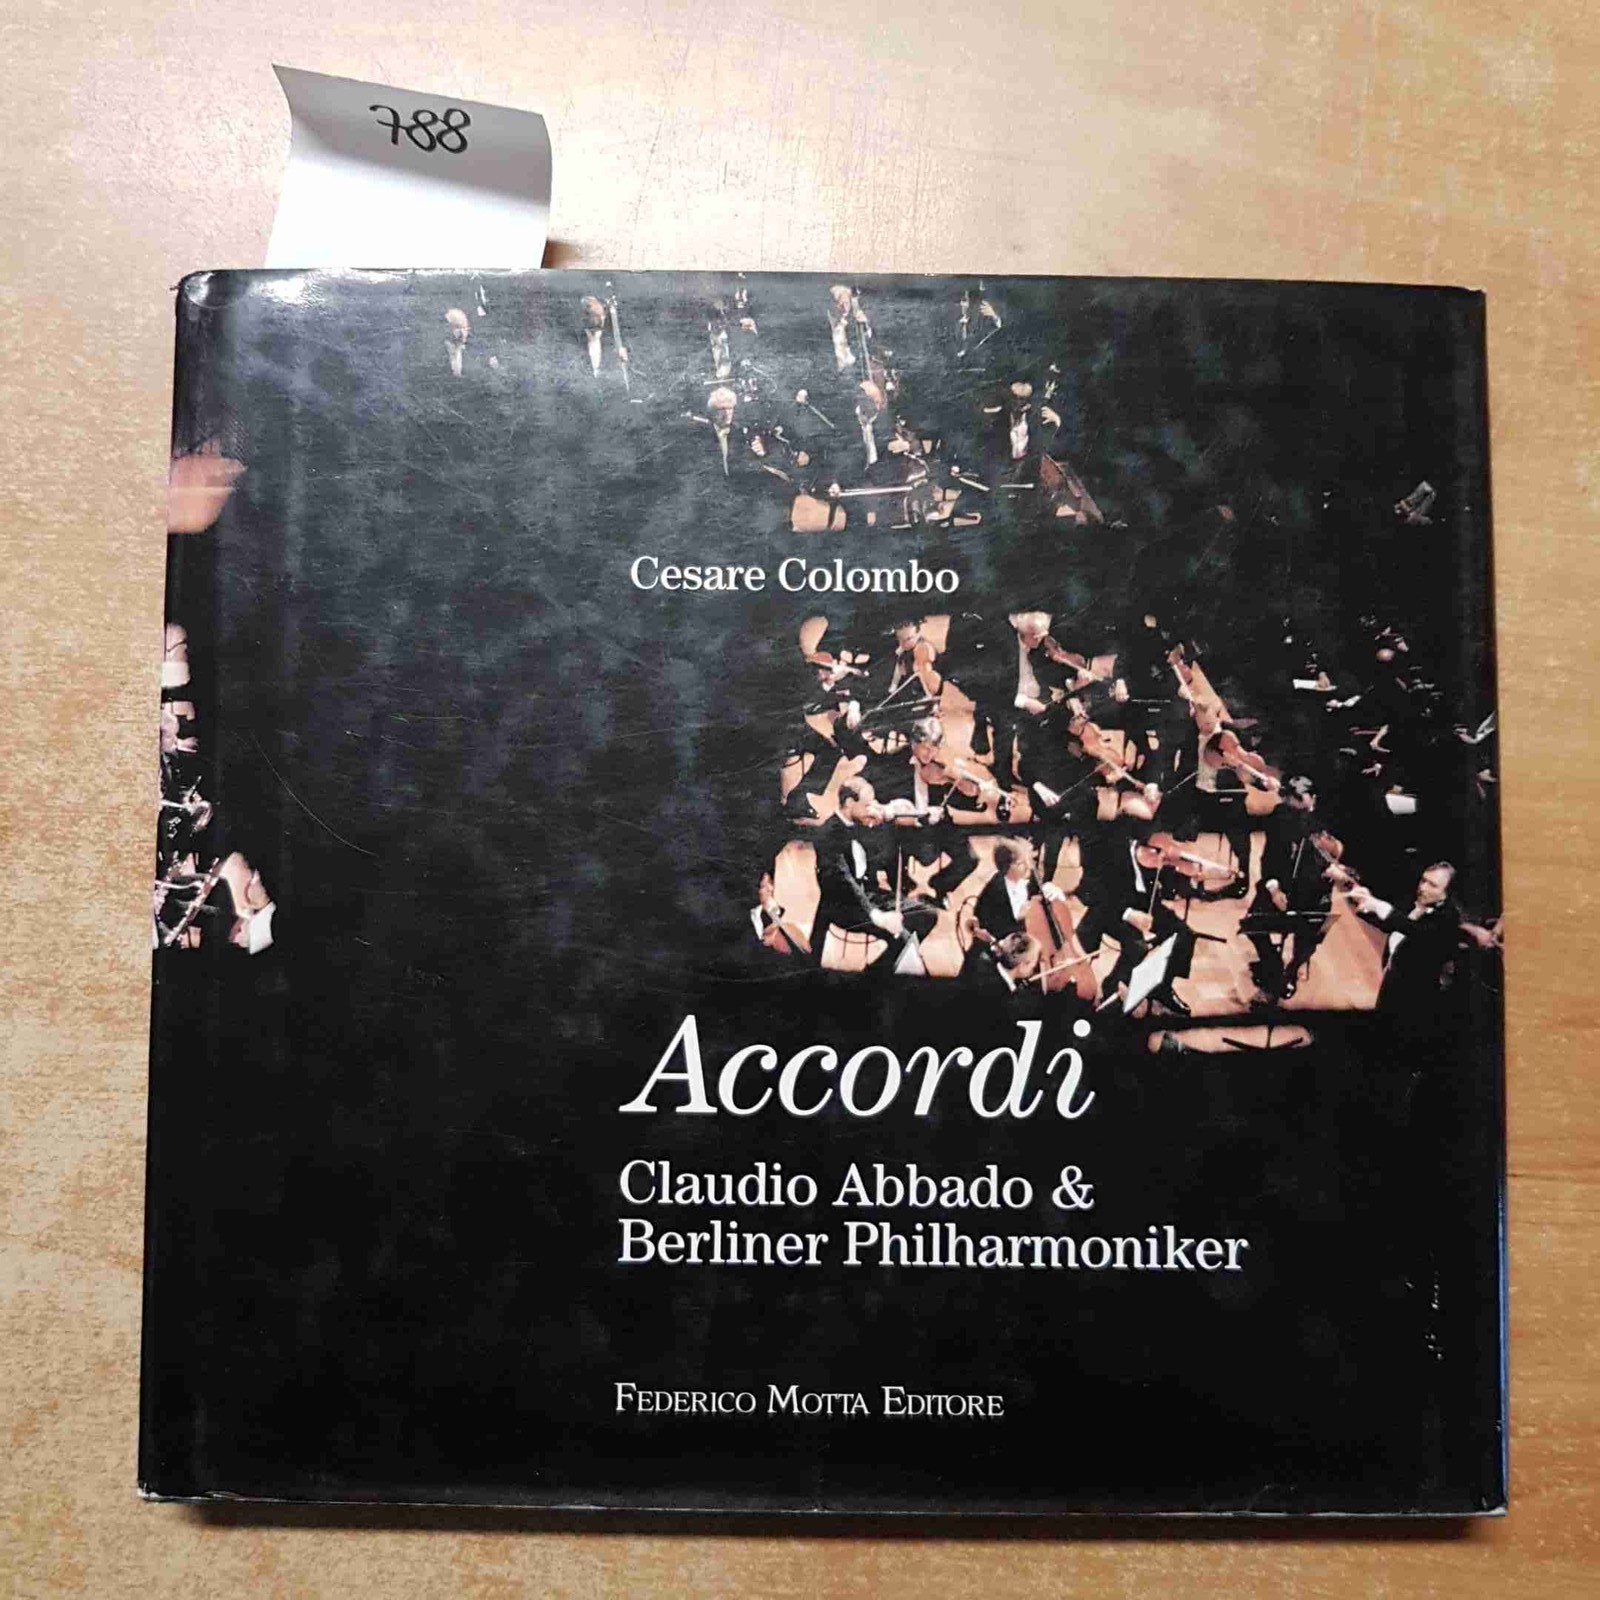 788
Cesare Colombo
Accordi
Claudio Abbado &
Berliner Philharmoniker
FEDERICO MOTTA EDITORE